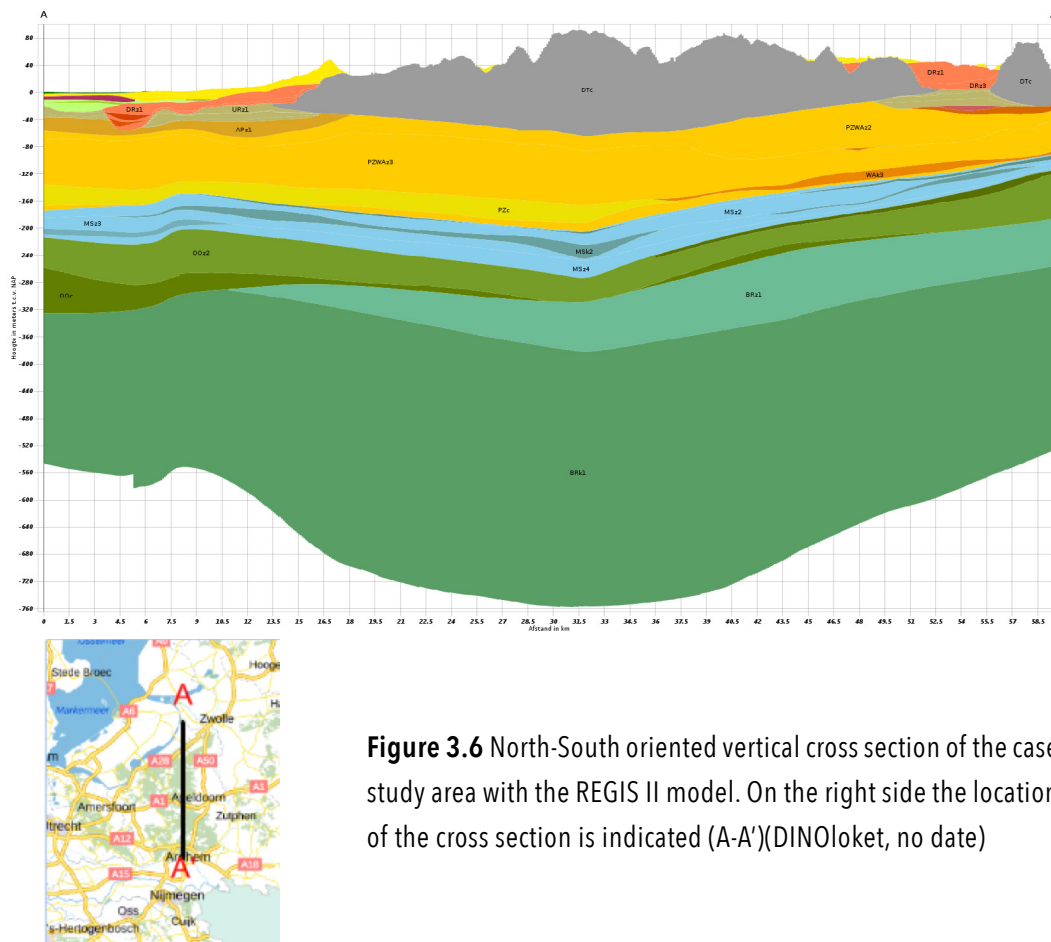 A
80
40
0
-40
-80
-120
-160
-200
-240
-280
-320
-360
-400
-440
-480
-520
-560
-600
-640
-680
-720
-760
Hoogte in meters t.o.v. NAP
DRz1
URz1
APz1
DTc
DRz1
DRz3
DTc
PZWAz2
PZWAz3
WAk3
PZc
MSz3
MSz2
MSk2
MSz4
OOz2
OOc
BRz1
BRk1
0 1.5 3 4.5 6 7.5 9 10.5 12 13.5 15 16.5 18 19.5 21 22.5 24 25.5 27 28.5 30 31.5 33 34.5 36 37.5 39 40.5 42 43.5 45 46.5 48 49.5 51 52.5 54 55.5 57 58.5
Afstand in km
Stede Broec
Markermeer
A6
A
Zwolle
A28
A50
A1
Apeldoorn
A1
Amersfoort
Zutphen
A12
Arnhem
A'
A15
A18
Nijmegen
Oss
Cuijk
's-Hertogenbosch
Figure 3.6 North-South oriented vertical cross section of the case
study area with the REGIS II model. On the right side the location
of the cross section is indicated (A-A')(DINOloket, no date)